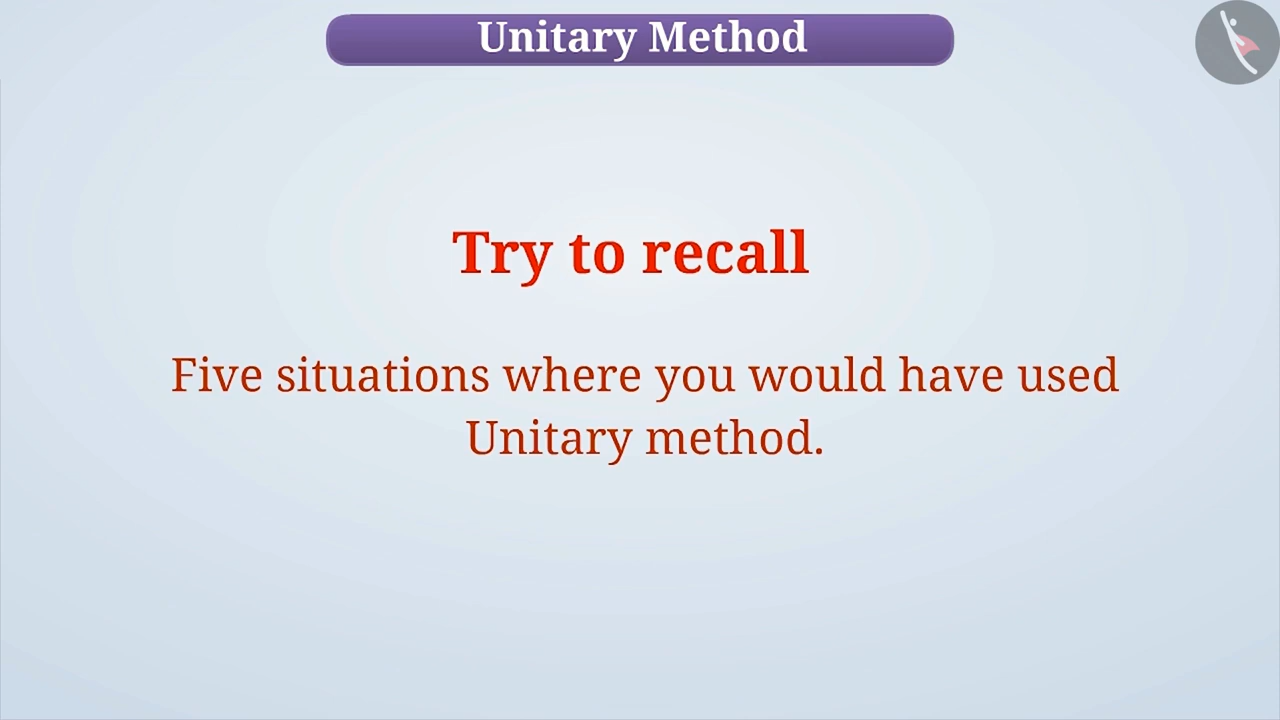 Unitary Method
Try to recall
Five situations where you would have used
Unitary method.